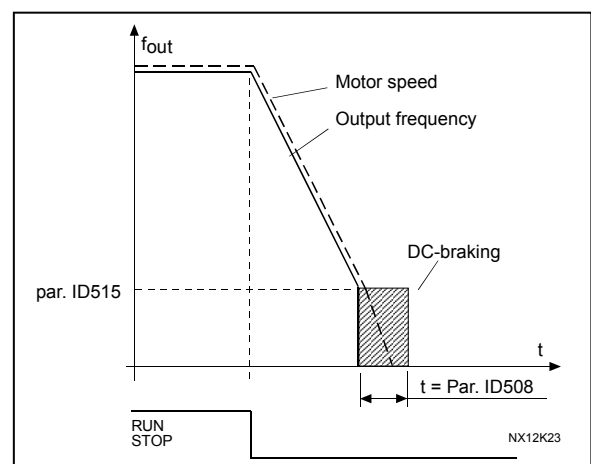 fout
Motor speed
Output frequency
DC-braking
par. ID515
t
t = Par. ID508
RUN
STOP
NX12K23